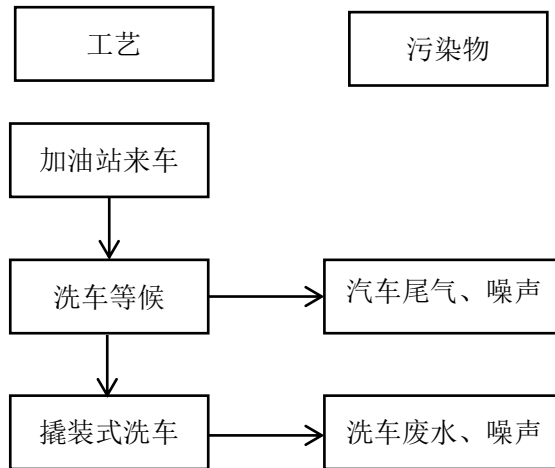 工艺
污染物
加油站来车
洗车等候
汽车尾气、噪声
撬装式洗车
洗车废水、噪声